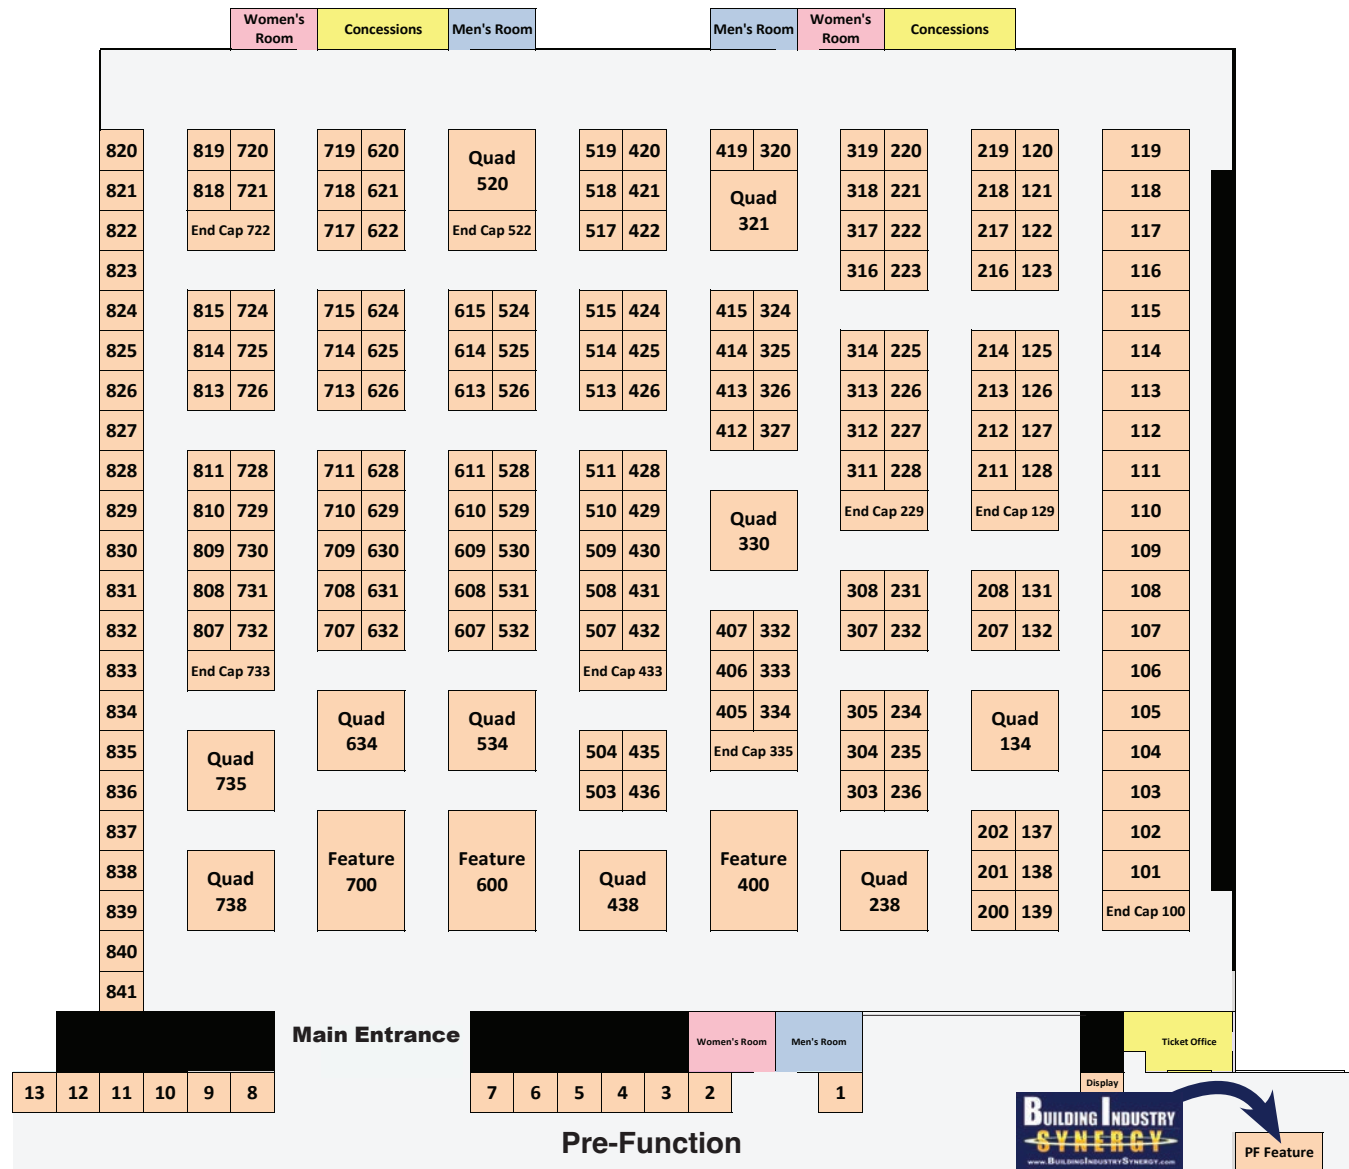 Women's
Room
Concessions
Men's Room
Men's Room
Women's
Room
Concessions
820 819 720 719 620 Quad 519 420 419 320 319 220 219 120 119
821 818 721 718 621 520 518 421 Quad 318 221 218 121 118
822 End Cap 722 717 622 End Cap 522 517 422 321 317 222 217 122 117
823 316 223 216 123 116
824 815 724 715 624 615 524 515 424 415 324 115
825 814 725 714 625 614 525 514 425 414 325 314 225 214 125 114
826 813 726 713 626 613 526 513 426 413 326 313 226 213 126 113
827 412 327 312 227 212 127 112
828 811 728 711 628 611 528 511 428 311 228 211 128 111
829 810 729 710 629 610 529 510 429 Quad End Cap 229 End Cap 129 110
830 809 730 709 630 609 530 509 430 330 109
831 808 731 708 631 608 531 508 431 308 231 208 131 108
832 807 732 707 632 607 532 507 432 407 332 307 232 207 132 107
833 End Cap 733 End Cap 433 406 333 106
834 Quad Quad 405 334 305 234 Quad 105
835 Quad 634 534 504 435 End Cap 335 304 235 134 104
836 735 503 436 303 236 103
837 202 137 102
838 Quad Feature Feature Quad Feature Quad 201 138 101
839 738 700 600 438 400 238 200 139 End Cap 100
840
841
Main Entrance
Women's Room
Men's Room
Ticket Office
13 12 11 10 9 8 7 6 5 4 3 2 1
Display
Pre-Function
BUILDING INDUSTRY
SYNERGY
www.BuildingIndustrySynergy.com
PF Feature